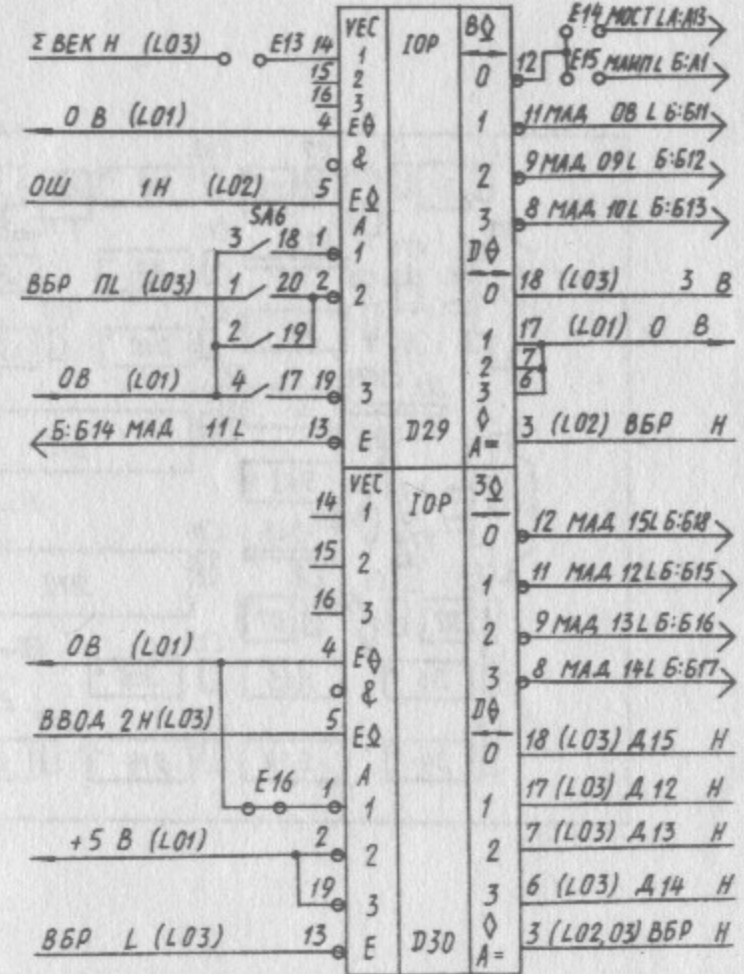 Σ ВЕК Н (L03) E13 14 VEC IOP В◊ E14 МОСТ L A:A13
1 12 E15 МАНП L Б:А1
15 2 0
16 3
0 В (L01) 4 E◊ 1 11 МАД 08 L Б:Б11
&
ОШ 1Н (L02) 5 E◊ 2 9 МАД 09L Б:Б12
SA6 A 3 8 МАД 10L Б:Б13
3 18 1 1 D◊
ВБР ПL (L03) 1 20 2 2 0 18 (L03) 3 В
2 19 1 17 (L01) 0 В
2 7
0В (L01) 4 17 19 3 3 6
Б:Б14 МАД 11L 13 E D29 ◊ A= 3 (L02) ВБР Н
VEC IOP З◊
14 1 0 12 МАД 15L Б:Б18
15 2 1 11 МАД 12L Б:Б15
16 3 2 9 МАД 13L Б:Б16
0В (L01) 4 E◊ 3 8 МАД 14L Б:Б17
& D◊
ВВОД 2Н (L03) 5 E◊ 0 18 (L03) Д15 Н
A
E16 1 1 1 17 (L03) Д12 Н
+5 В (L01) 2 2 2 7 (L03) Д13 Н
19 3 3 6 (L03) Д14 Н
ВБР L (L03) 13 E D30 ◊ A= 3 (L02,03) ВБР Н